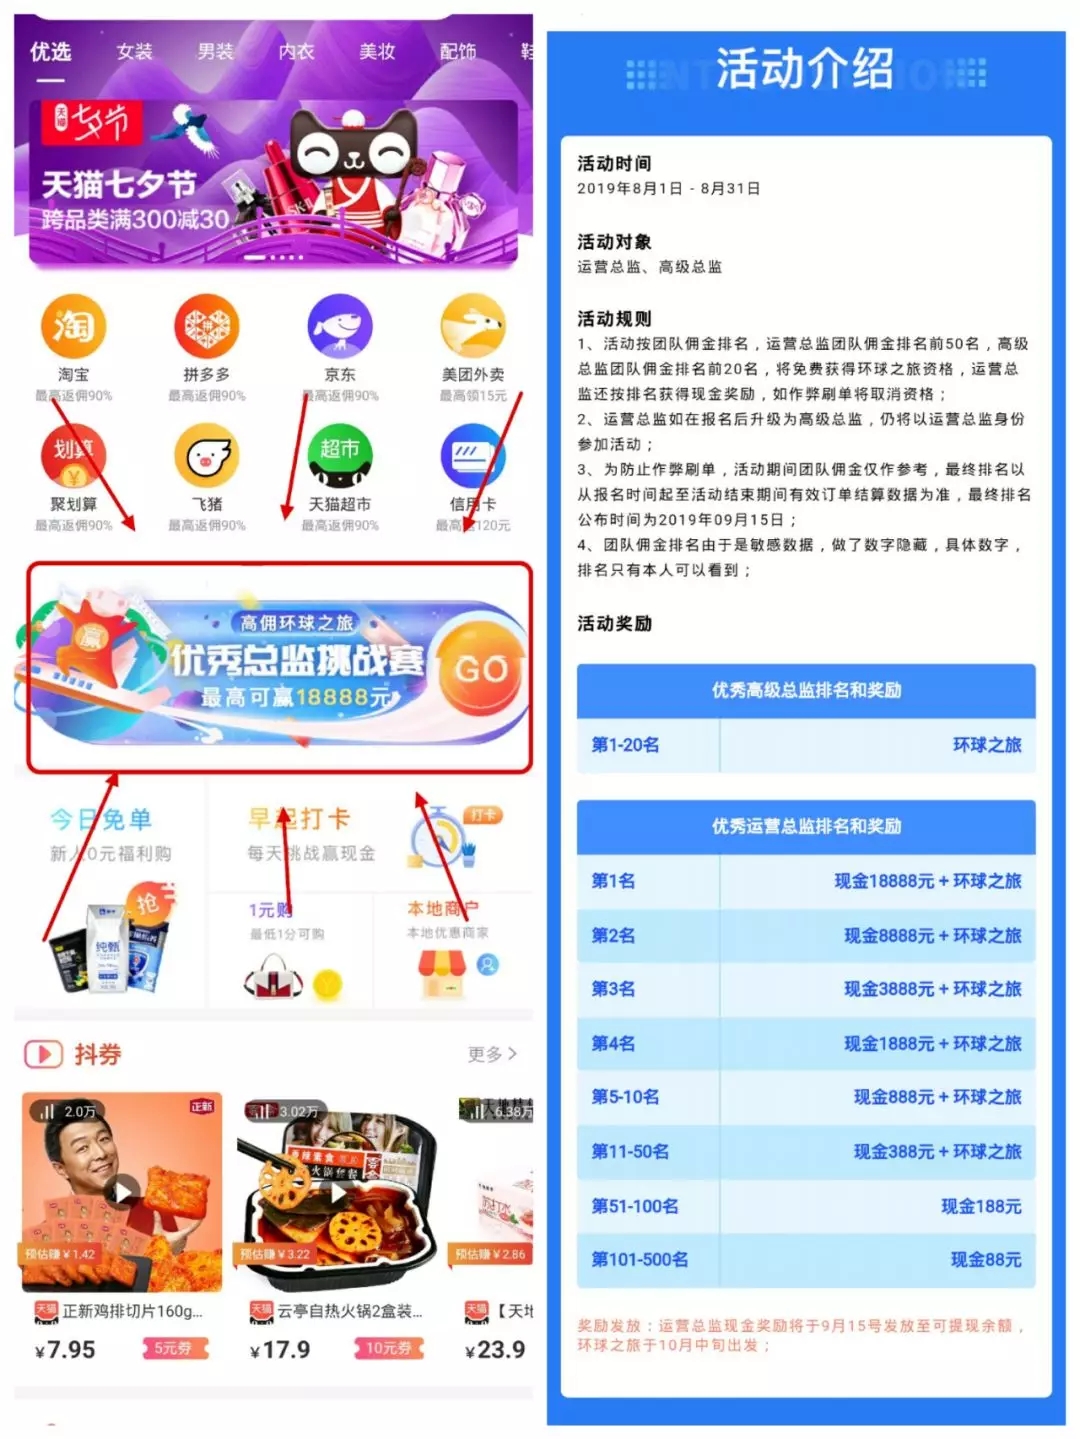 优选 女装 男装 内衣 美妆 配饰 鞋
天猫 七夕节
天猫七夕节
跨品类满300减30
淘
淘宝 拼多多 京东 美团外卖
最高返佣90% 最高返佣90% 最高返佣90% 最高领15元
划算 超市
聚划算 飞猪 天猫超市 信用卡
最高返佣90% 最高返佣90% 最高返佣90% 120元
赢
高佣环球之旅
优秀总监挑战赛
最高可赢18888元
GO
今日免单
新人0元福利购
抢
纯甄
早起打卡
每天挑战赢现金
打卡
1元购
最低1分可购
本地商户
本地优惠商家
抖券
更多
2.0万
正新
预估赚¥1.42
天猫 正新鸡排切片160g...
¥7.95
5元券
3.02万
预估赚¥3.22
天猫 云亭自热火锅2盒装...
¥17.9
10元券
6.38万
预估赚¥2.86
天猫 【天地
¥23.9
活动介绍
活动时间
2019年8月1日 - 8月31日
活动对象
运营总监、高级总监
活动规则
1、活动按团队佣金排名，运营总监团队佣金排名前50名，高级
总监团队佣金排名前20名，将免费获得环球之旅资格，运营总
监还按排名获得现金奖励，如作弊刷单将取消资格；
2、运营总监如在报名后升级为高级总监，仍将以运营总监身份
参加活动；
3、为防止作弊刷单，活动期间团队佣金仅作参考，最终排名以
从报名时间起至活动结束期间有效订单结算数据为准，最终排名
公布时间为2019年09月15日；
4、团队佣金排名由于是敏感数据，做了数字隐藏，具体数字，
排名只有本人可以看到；
活动奖励
优秀高级总监排名和奖励
第1-20名 环球之旅
优秀运营总监排名和奖励
第1名 现金18888元 + 环球之旅
第2名 现金8888元 + 环球之旅
第3名 现金3888元 + 环球之旅
第4名 现金1888元 + 环球之旅
第5-10名 现金888元 + 环球之旅
第11-50名 现金388元 + 环球之旅
第51-100名 现金188元
第101-500名 现金88元
奖励发放：运营总监现金奖励将于9月15号发放至可提现余额，
环球之旅于10月中旬出发；